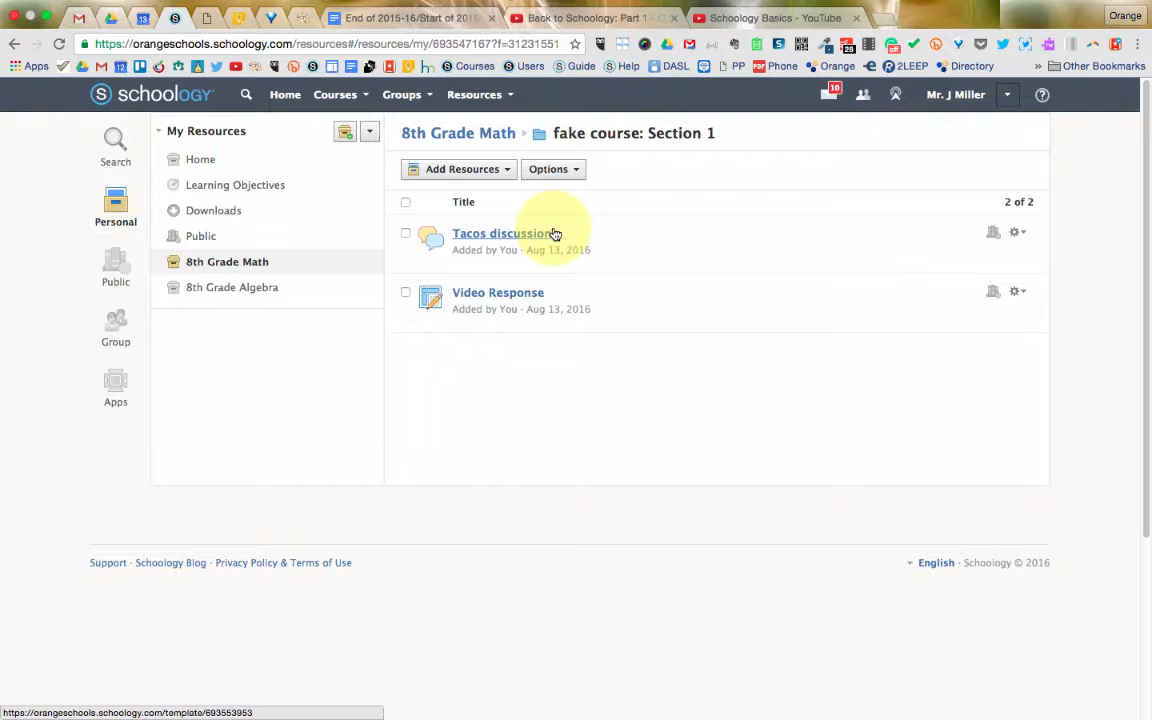 End of 2015-16/Start of 2016
Back to Schoology: Part 1 -
Schoology Basics - YouTube
Orange
https://orangeschools.schoology.com/resources#/resources/my/693547167?f=31231551
Apps
Courses
Users
Guide
Help
DASL
PP
Phone
Orange
2LEEP
Directory
» Other Bookmarks
S schoology
Home
Courses
Groups
Resources
10
Mr. J Miller
Search
Personal
Public
Group
Apps
My Resources
Home
Learning Objectives
Downloads
Public
8th Grade Math
8th Grade Algebra
8th Grade Math
fake course: Section 1
Add Resources
Options
Title
2 of 2
Tacos discussion
Added by You · Aug 13, 2016
Video Response
Added by You · Aug 13, 2016
Support · Schoology Blog · Privacy Policy & Terms of Use
English · Schoology © 2016
https://orangeschools.schoology.com/template/693553953